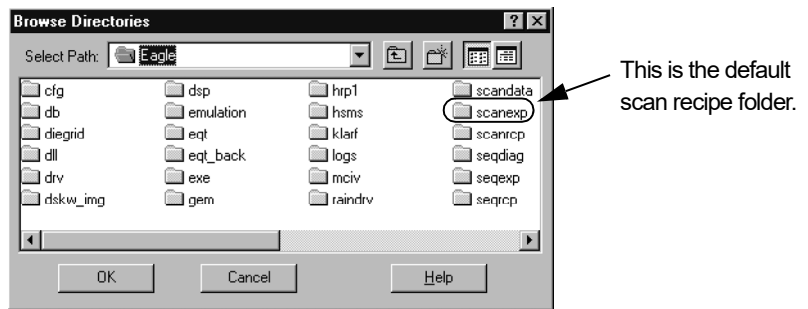 Browse Directories
Select Path: Eagle
cfg dsp hrp1 scandata
db emulation hsms scanexp
diegrid eqt klarf scanrcp
dll eqt_back logs seqdiag
drv exe mciv seqexp
dskw_img gem raindrv seqrcp
OK Cancel Help
This is the default
scan recipe folder.